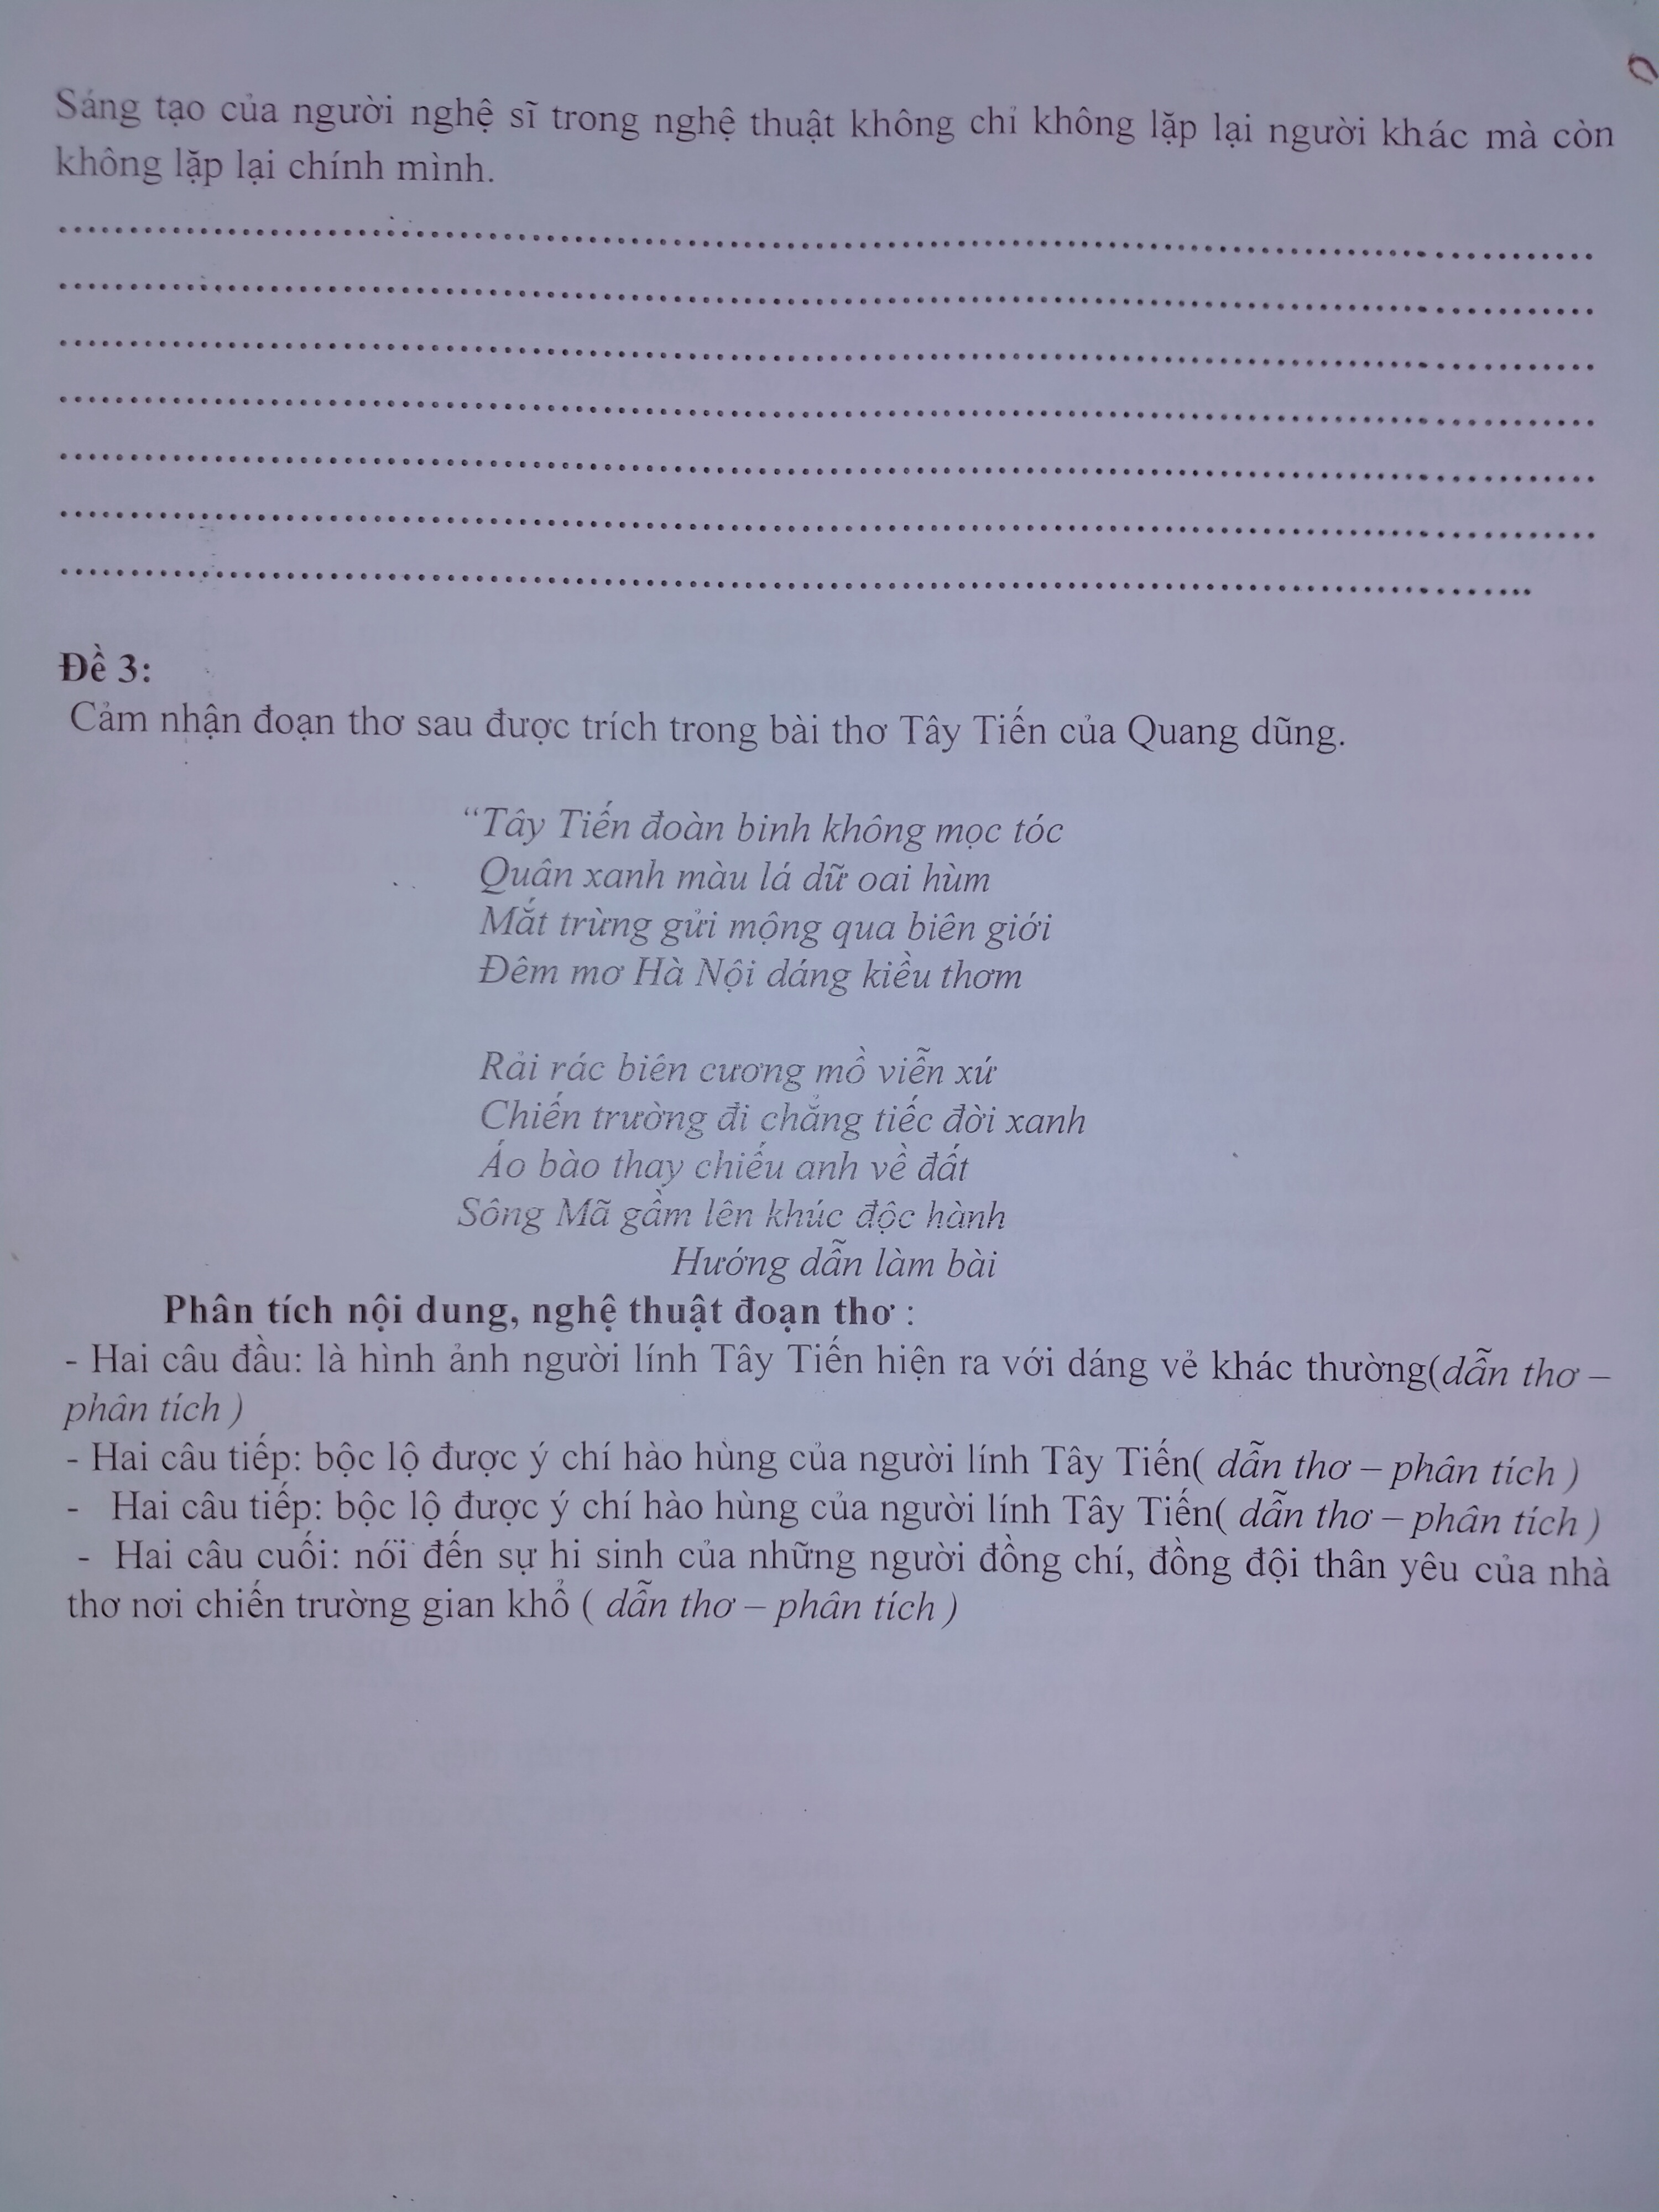 Sáng tạo của người nghệ sĩ trong nghệ thuật không chỉ không lặp lại người khác mà còn
không lặp lại chính mình.
Đề 3:
Cảm nhận đoạn thơ sau được trích trong bài thơ Tây Tiến của Quang dũng.
“Tây Tiến đoàn binh không mọc tóc
Quân xanh màu lá dữ oai hùm
Mắt trừng gửi mộng qua biên giới
Đêm mơ Hà Nội dáng kiều thơm
Rải rác biên cương mồ viễn xứ
Chiến trường đi chẳng tiếc đời xanh
Áo bào thay chiếu anh về đất
Sông Mã gầm lên khúc độc hành
Hướng dẫn làm bài
Phân tích nội dung, nghệ thuật đoạn thơ :
- Hai câu đầu: là hình ảnh người lính Tây Tiến hiện ra với dáng vẻ khác thường(dẫn thơ –
phân tích )
- Hai câu tiếp: bộc lộ được ý chí hào hùng của người lính Tây Tiến( dẫn thơ – phân tích )
- Hai câu tiếp: bộc lộ được ý chí hào hùng của người lính Tây Tiến( dẫn thơ – phân tích )
- Hai câu cuối: nói đến sự hi sinh của những người đồng chí, đồng đội thân yêu của nhà
thơ nơi chiến trường gian khổ ( dẫn thơ – phân tích )